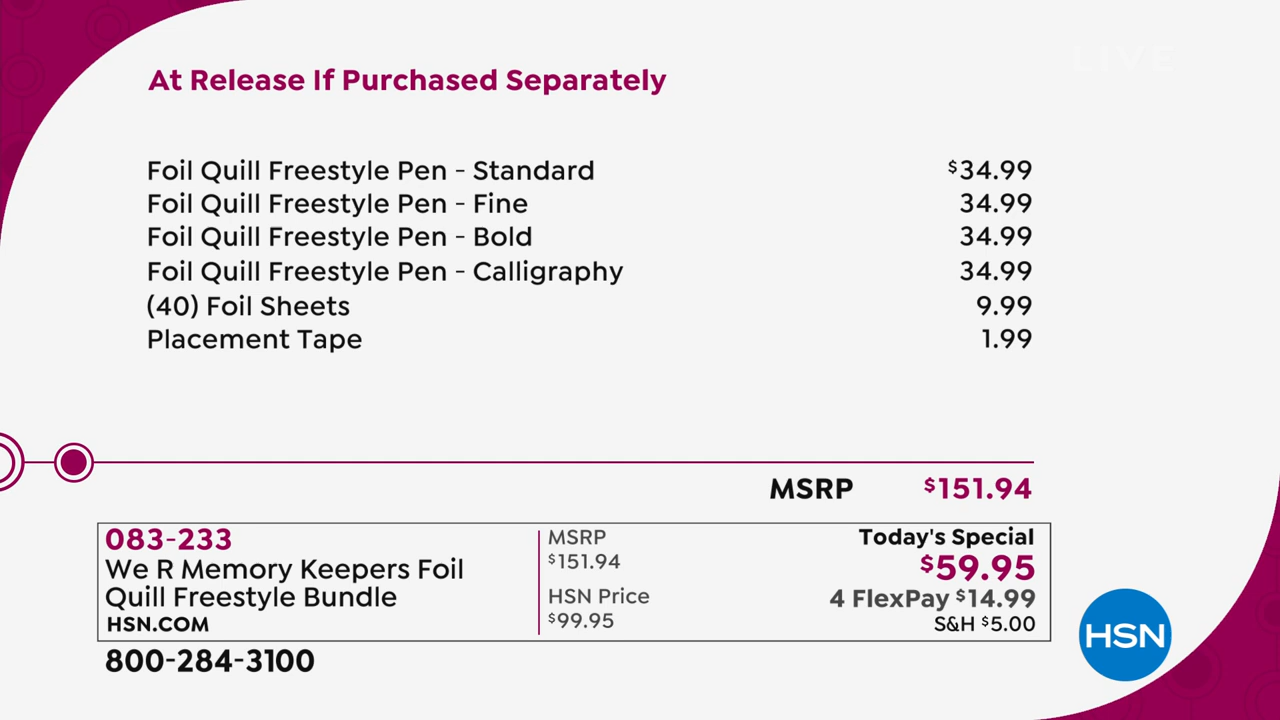 LIVE
At Release If Purchased Separately
Foil Quill Freestyle Pen - Standard $34.99
Foil Quill Freestyle Pen - Fine 34.99
Foil Quill Freestyle Pen - Bold 34.99
Foil Quill Freestyle Pen - Calligraphy 34.99
(40) Foil Sheets 9.99
Placement Tape 1.99
MSRP $151.94
083-233
We R Memory Keepers Foil
Quill Freestyle Bundle
HSN.COM
MSRP
$151.94
HSN Price
$99.95
Today's Special
$59.95
4 FlexPay $14.99
S&H $5.00
HSN
800-284-3100